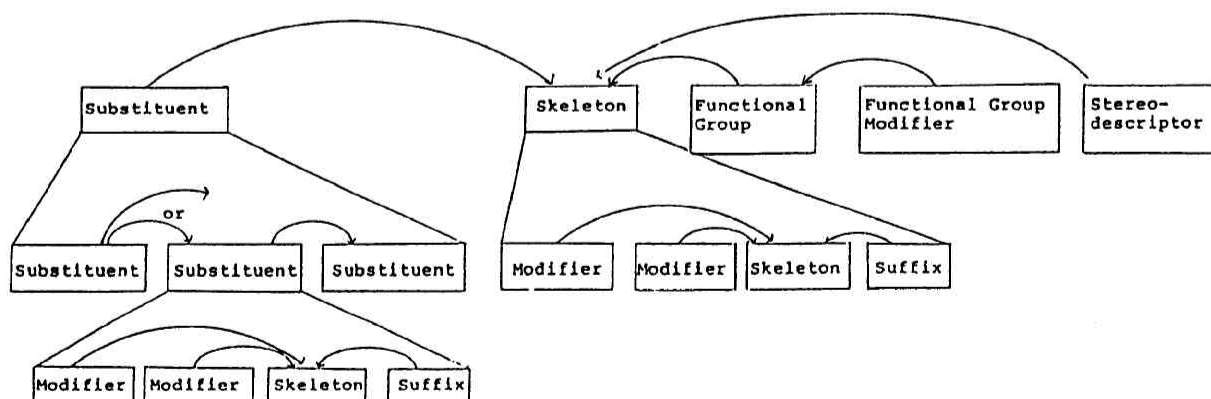 Substituent
Skeleton
Functional
Group
Functional Group
Modifier
Stereo-
descriptor
or
Substituent
Substituent
Substituent
Modifier
Modifier
Skeleton
Suffix
Modifier
Modifier
Skeleton
Suffix